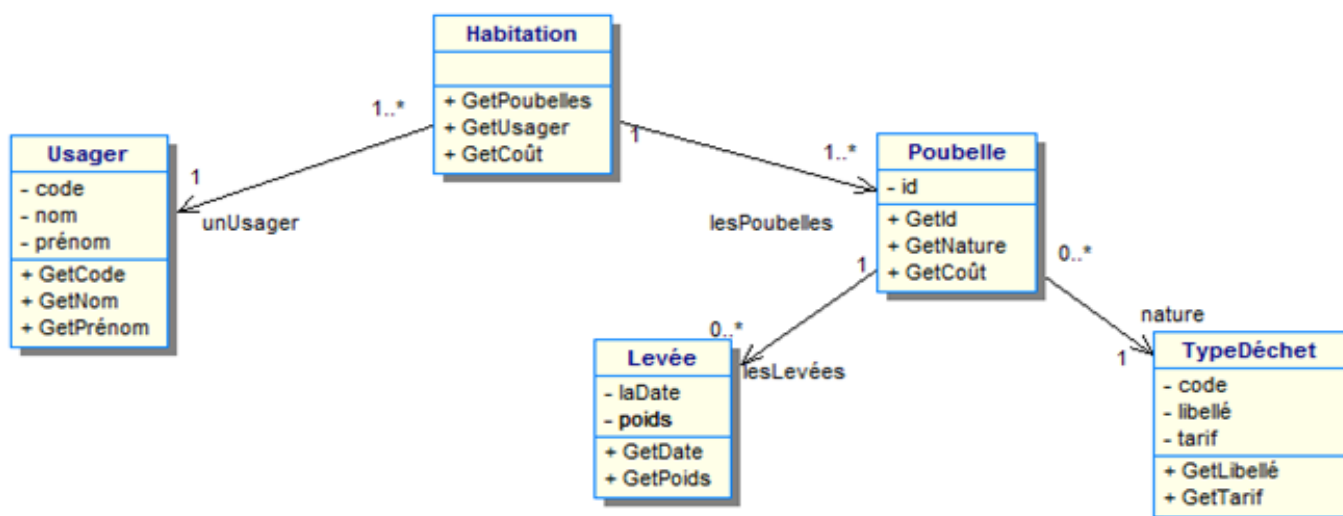 Habitation
+ GetPoubelles
+ GetUsager
+ GetCoût
1..*
1
unUsager
Usager
- code
- nom
- prénom
+ GetCode
+ GetNom
+ GetPrénom
1
1..*
lesPoubelles
Poubelle
- id
+ GetId
+ GetNature
+ GetCoût
1
0..*
lesLevées
Levée
- laDate
- poids
+ GetDate
+ GetPoids
0..*
nature
1
TypeDéchet
- code
- libellé
- tarif
+ GetLibellé
+ GetTarif